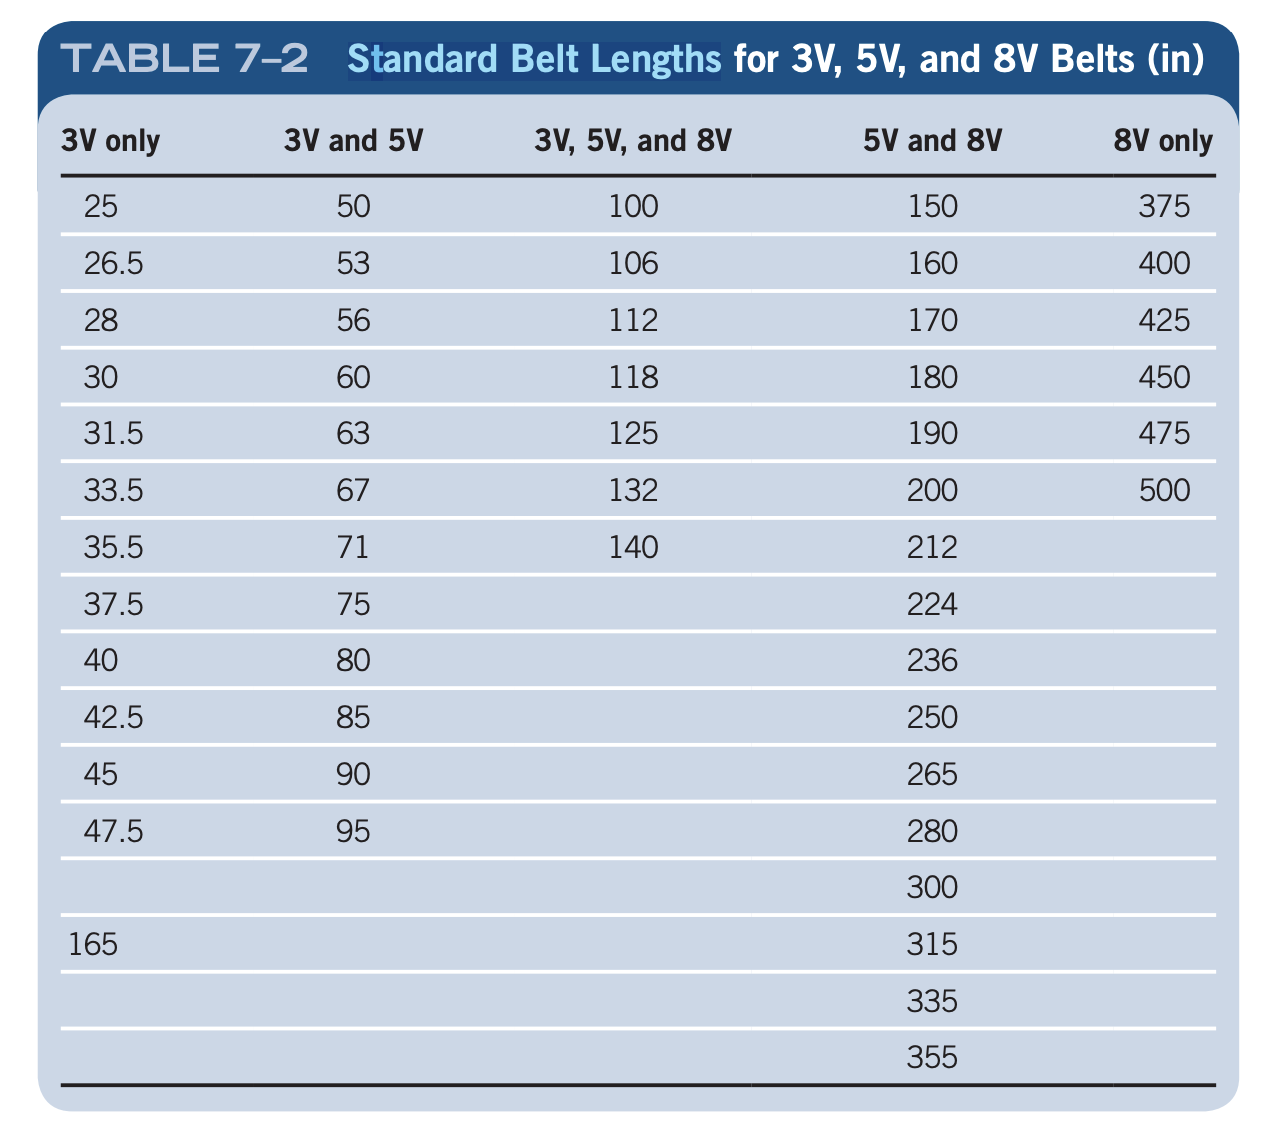 TABLE 7–2 Standard Belt Lengths for 3V, 5V, and 8V Belts (in)
3V only 3V and 5V 3V, 5V, and 8V 5V and 8V 8V only
25 50 100 150 375
26.5 53 106 160 400
28 56 112 170 425
30 60 118 180 450
31.5 63 125 190 475
33.5 67 132 200 500
35.5 71 140 212
37.5 75 224
40 80 236
42.5 85 250
45 90 265
47.5 95 280
300
165 315
335
355